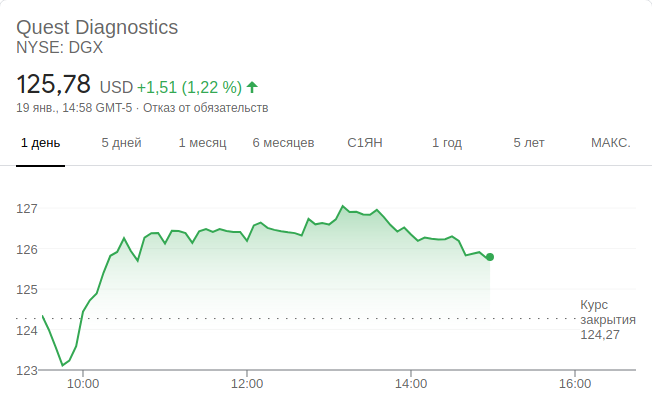 Quest Diagnostics
NYSE: DGX
125,78 USD +1,51 (1,22 %)
19 янв., 14:58 GMT-5 · Отказ от обязательств
1 день 5 дней 1 месяц 6 месяцев С1ЯН 1 год 5 лет МАКС.
127
126
125
124
123
Курс
закрытия
124,27
10:00 12:00 14:00 16:00